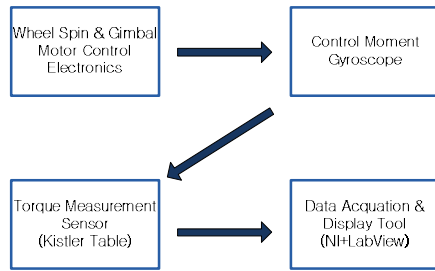 Wheel Spin & Gimbal
Motor Control
Electronics
Control Moment
Gyroscope
Torque Measurement
Sensor
(Kistler Table)
Data Acquation &
Display Tool
(NI+LabView)